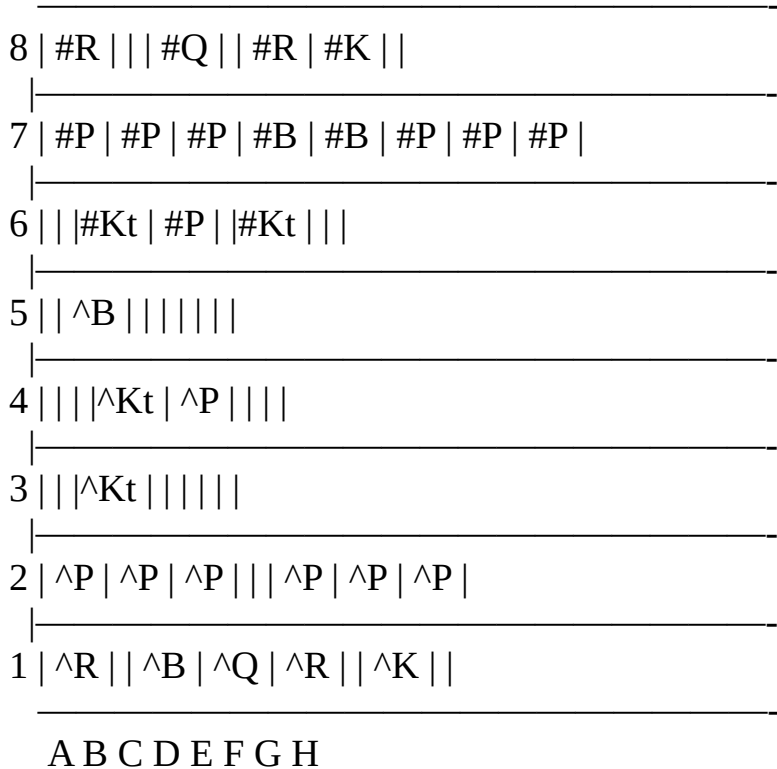 8 | #R | | | #Q | | #R | #K | |
7 | #P | #P | #P | #B | #B | #P | #P | #P |
6 | | |#Kt | #P | |#Kt | | |
5 | | ^B | | | | | | |
4 | | | |^Kt | ^P | | | |
3 | | |^Kt | | | | | |
2 | ^P | ^P | ^P | | | ^P | ^P | ^P |
1 | ^R | | ^B | ^Q | ^R | | ^K | |
A B C D E F G H